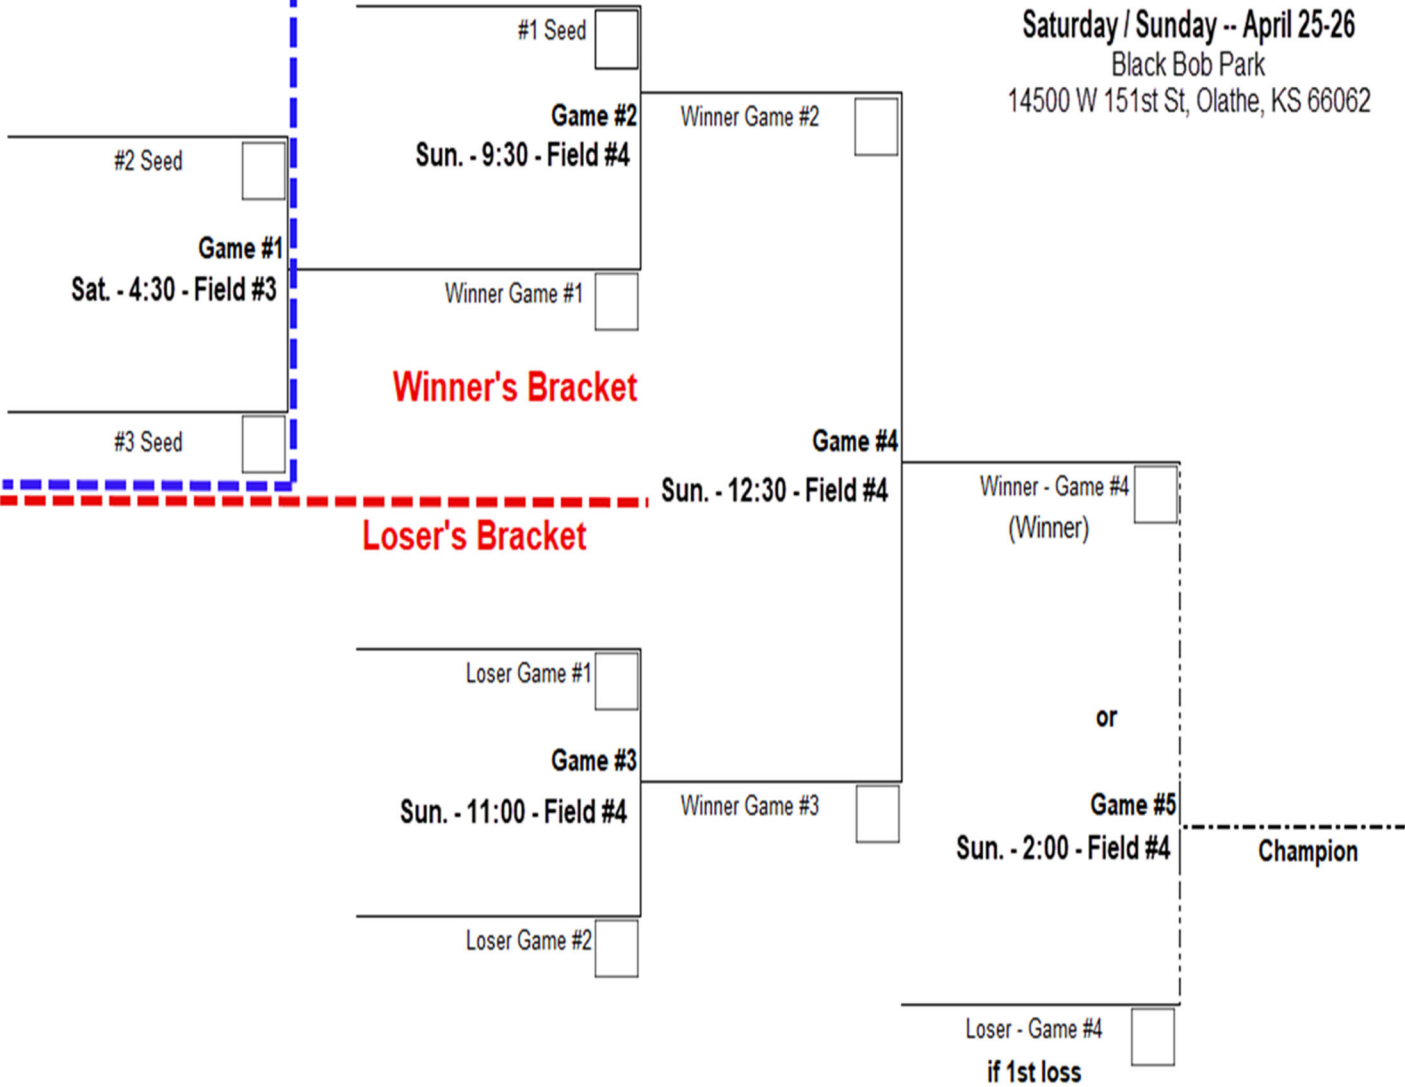 Saturday / Sunday -- April 25-26
Black Bob Park
14500 W 151st St, Olathe, KS 66062
#1 Seed
Game #2
Sun. - 9:30 - Field #4
Winner Game #2
#2 Seed
Game #1
Sat. - 4:30 - Field #3
Winner Game #1
Winner's Bracket
#3 Seed
Game #4
Sun. - 12:30 - Field #4
Winner - Game #4
(Winner)
Loser's Bracket
Loser Game #1
Game #3
Sun. - 11:00 - Field #4
Winner Game #3
or
Game #5
Sun. - 2:00 - Field #4
Champion
Loser Game #2
Loser - Game #4
if 1st loss